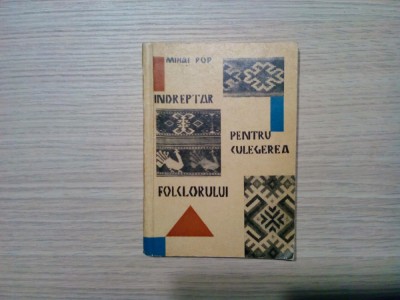 Mihai POP
INDREPTAR
PENTRU
CULEGEREA
FOLCLORULUI